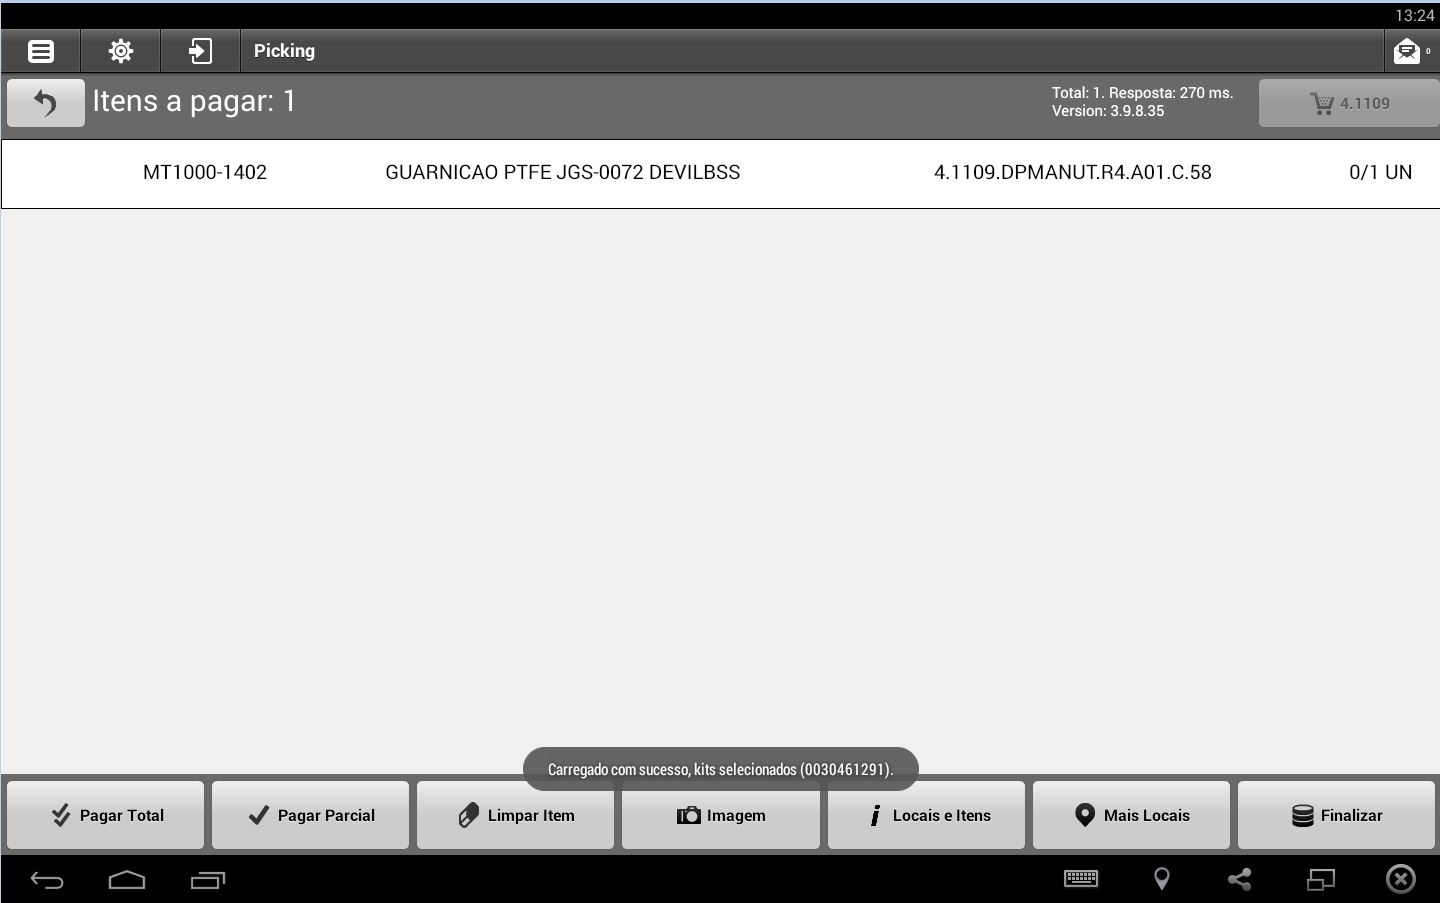 13:24
Picking
0
Itens a pagar: 1
Total: 1. Resposta: 270 ms.
Version: 3.9.8.35
4.1109
MT1000-1402 GUARNICAO PTFE JGS-0072 DEVILBSS 4.1109.DPMANUT.R4.A01.C.58 0/1 UN
Carregado com sucesso, kits selecionados (0030461291).
Pagar Total Pagar Parcial Limpar Item Imagem Locais e Itens Mais Locais Finalizar